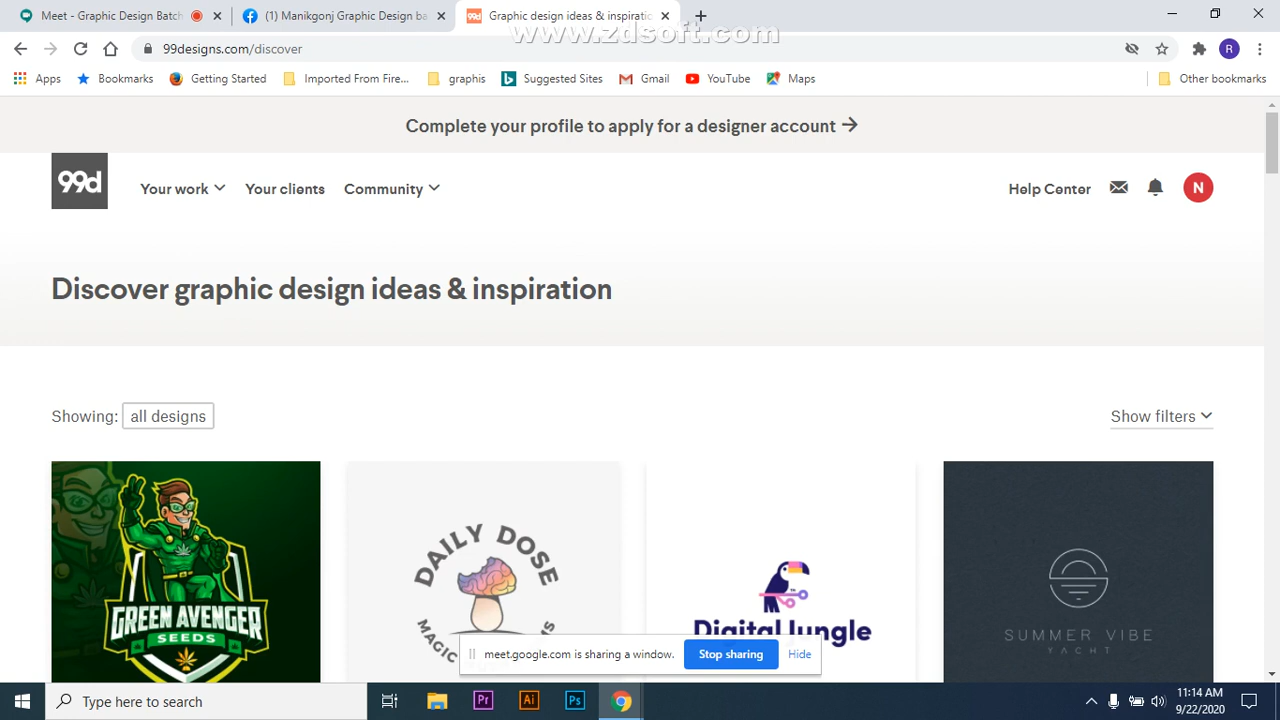 Meet - Graphic Design Batch
(1) Manikgonj Graphic Design ba
Graphic design ideas & inspiratio
www.zdsoft.com
99designs.com/discover
R
Apps Bookmarks Getting Started Imported From Fire... graphis Suggested Sites Gmail YouTube Maps Other bookmarks
Complete your profile to apply for a designer account →
99d Your work Your clients Community Help Center N
Discover graphic design ideas & inspiration
Showing: all designs Show filters
GREEN AVENGER
SEEDS
DAILY DOSE
Digital Jungle
SUMMER VIBE
YACHT
meet.google.com is sharing a window. Stop sharing Hide
Type here to search
Pr Ai Ps
11:14 AM
9/22/2020